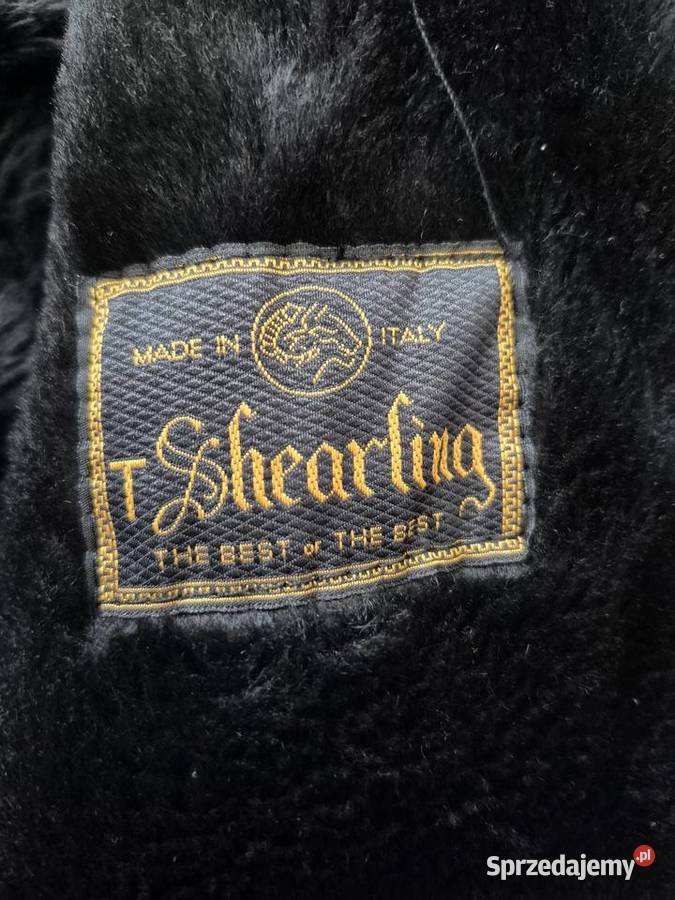 MADE IN ITALY
T Shearling
THE BEST of THE BEST
Sprzedajemy.pl